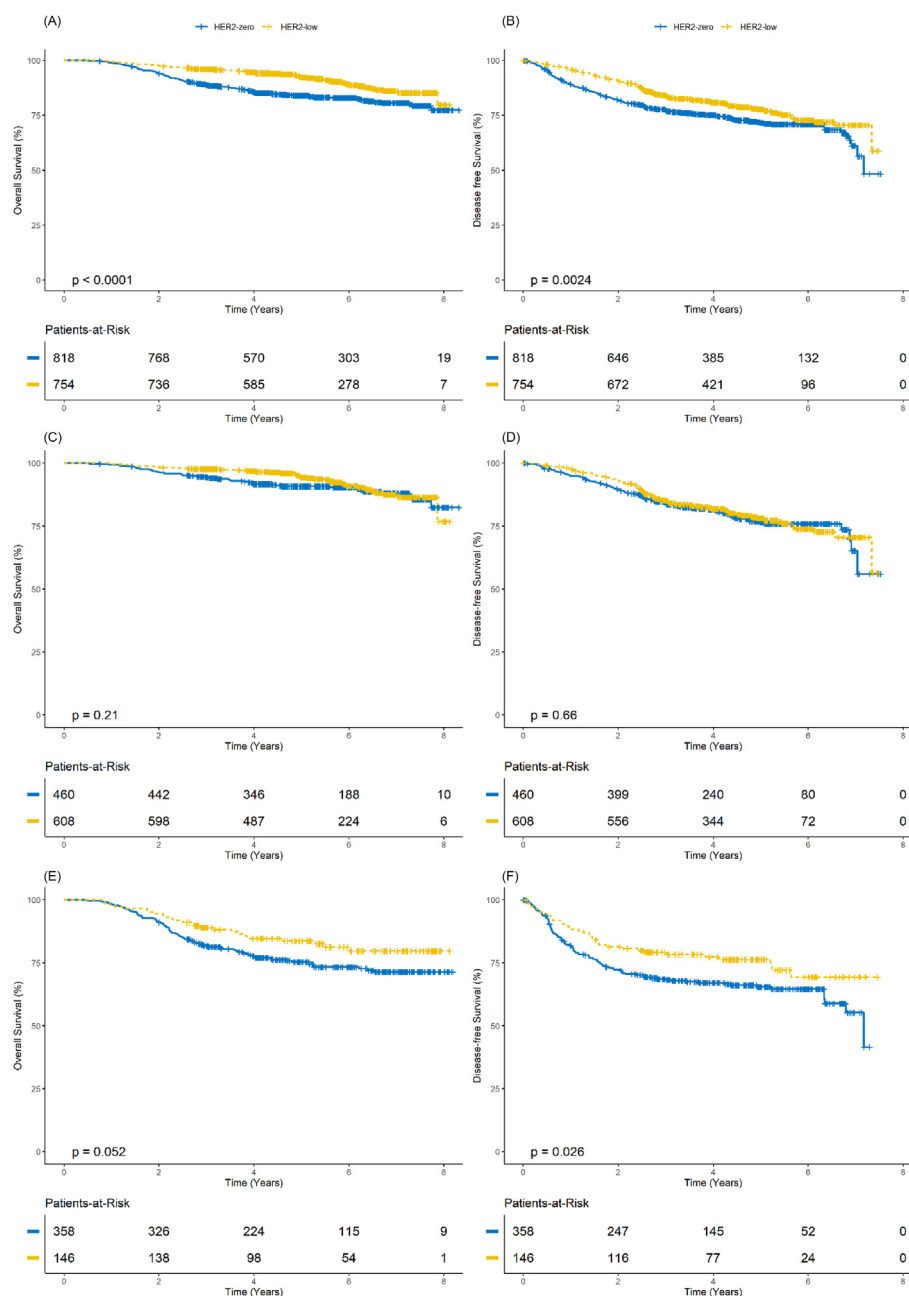 (A)
HER2-zero HER2-low
100
75
50
25
0
Overall Survival (%)
p < 0.0001
0 2 4 6 8
Time (Years)
Patients-at-Risk
818 768 570 303 19
754 736 585 278 7
0 2 4 6 8
Time (Years)
(B)
HER2-zero HER2-low
100
75
50
25
0
Disease free Survival (%)
p = 0.0024
0 2 4 6 8
Time (Years)
Patients-at-Risk
818 646 385 132 0
754 672 421 96 0
0 2 4 6 8
Time (Years)
(C)
100
75
50
25
0
Overall Survival (%)
p = 0.21
0 2 4 6 8
Time (Years)
Patients-at-Risk
460 442 346 188 10
608 598 487 224 6
0 2 4 6 8
Time (Years)
(D)
100
75
50
25
0
Disease-free Survival (%)
p = 0.66
0 2 4 6 8
Time (Years)
Patients-at-Risk
460 399 240 80 0
608 556 344 72 0
0 2 4 6 8
Time (Years)
(E)
100
75
50
25
0
Overall Survival (%)
p = 0.052
0 2 4 6 8
Time (Years)
Patients-at-Risk
358 326 224 115 9
146 138 98 54 1
0 2 4 6 8
Time (Years)
(F)
100
75
50
25
0
Disease-free Survival (%)
p = 0.026
0 2 4 6 8
Time (Years)
Patients-at-Risk
358 247 145 52 0
146 116 77 24 0
0 2 4 6 8
Time (Years)